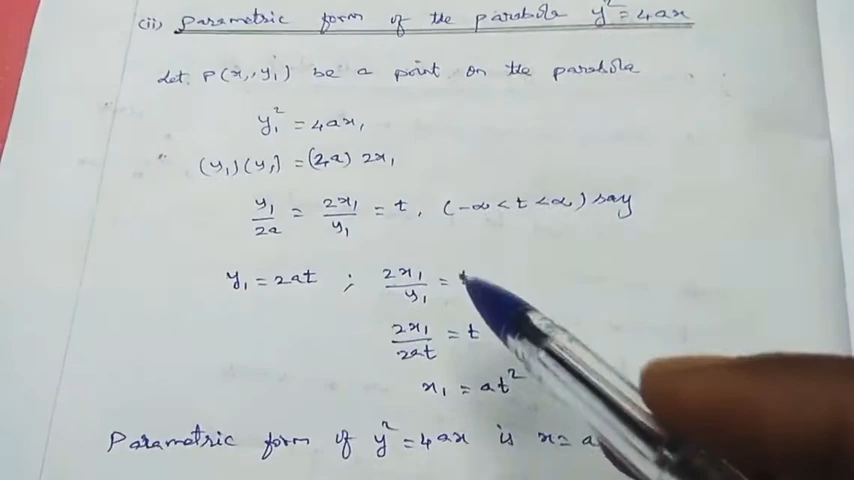 (ii) Parametric form of the parabola y² = 4ax
Let P(x₁, y₁) be a point on the parabola
y₁² = 4ax₁
(y₁)(y₁) = (2a) 2x₁
y₁/2a = 2x₁/y₁ = t, (-∞ < t < ∞) say
y₁ = 2at ; 2x₁/y₁ = t
2x₁/2at = t
x₁ = at²
Parametric form of y² = 4ax is x = a